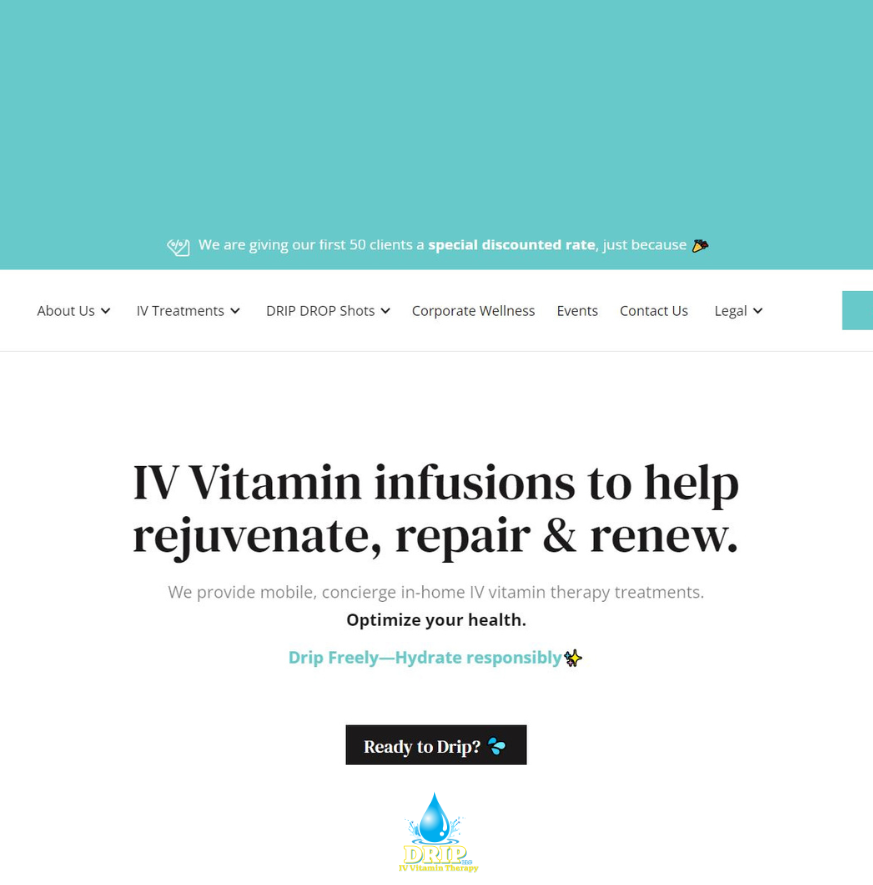 We are giving our first 50 clients a special discounted rate, just because
About Us IV Treatments DRIP DROP Shots Corporate Wellness Events Contact Us Legal
IV Vitamin infusions to help
rejuvenate, repair & renew.
We provide mobile, concierge in-home IV vitamin therapy treatments.
Optimize your health.
Drip Freely—Hydrate responsibly✨
Ready to Drip? 💦
DRIP
IV Vitamin Therapy